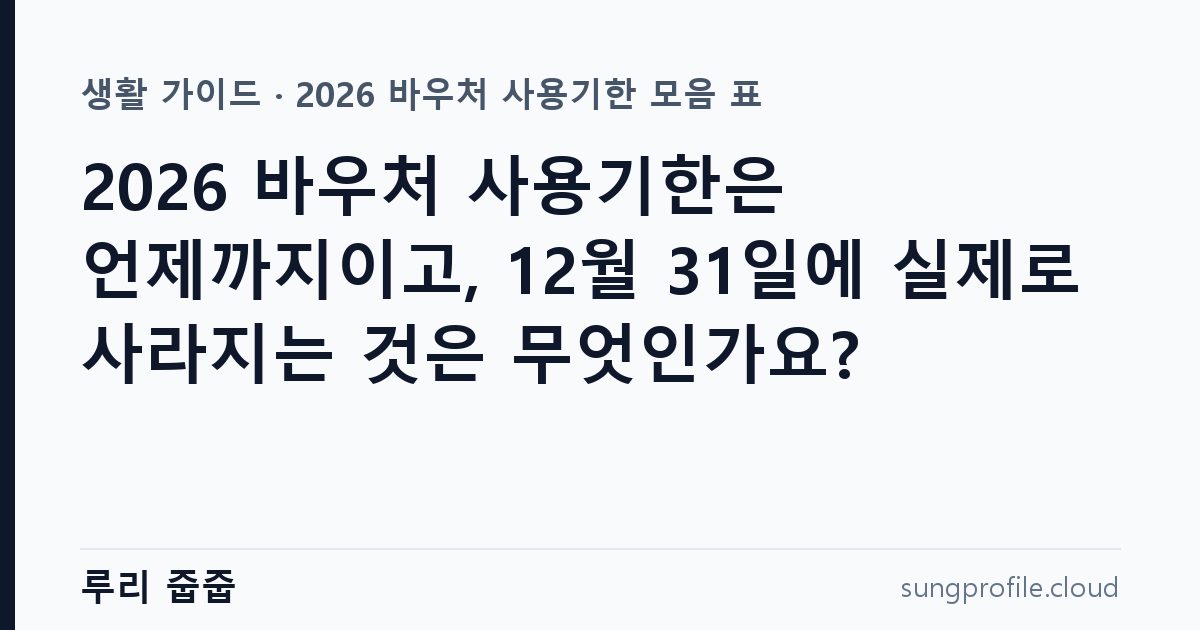 생활 가이드 · 2026 바우처 사용기한 모음 표
2026 바우처 사용기한은
언제까지이고, 12월 31일에 실제로
사라지는 것은 무엇인가요?
루리 줍줍
sungprofile.cloud